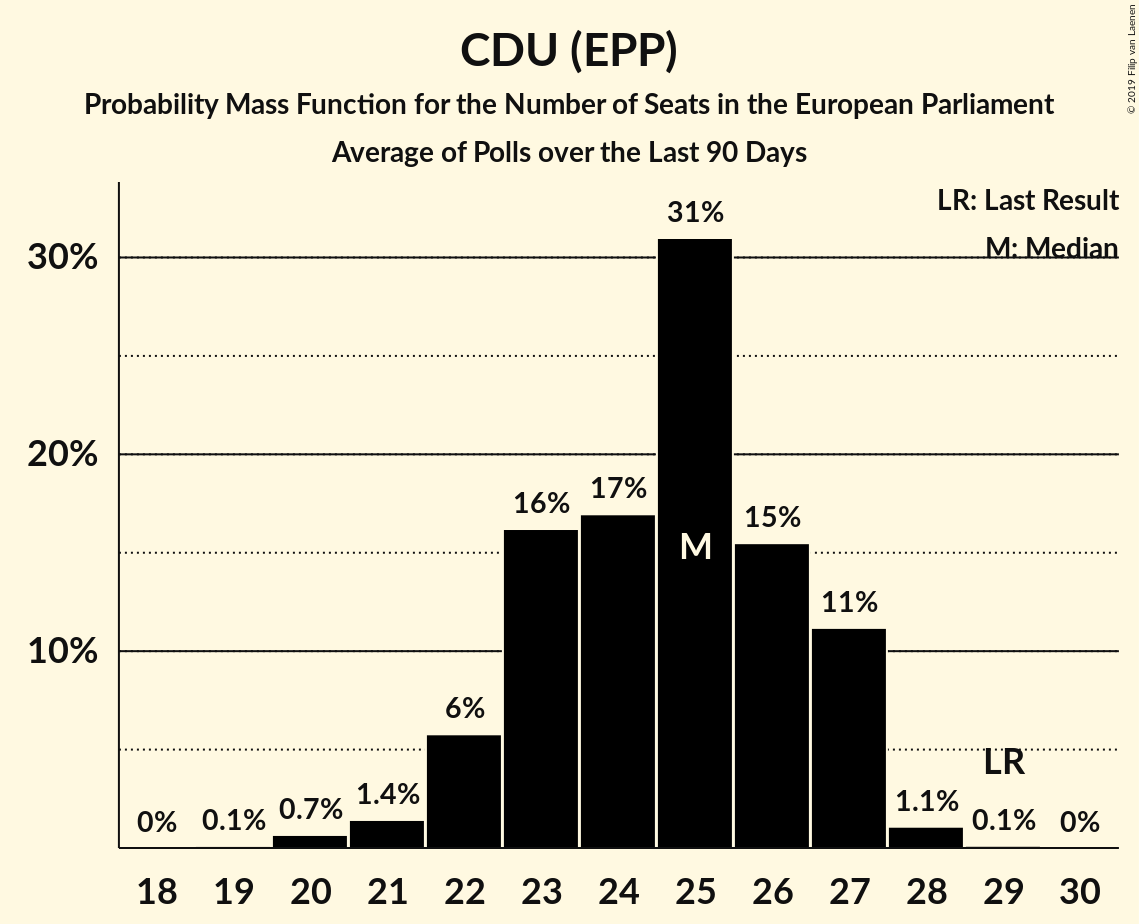 CDU (EPP)
Probability Mass Function for the Number of Seats in the European Parliament
Average of Polls over the Last 90 Days
© 2019 Filip van Laenen
LR: Last Result
M: Median
30%
20%
10%
0%
0.1%
0.7%
1.4%
6%
16%
17%
31%
M
15%
11%
1.1%
LR
0.1%
0%
18 19 20 21 22 23 24 25 26 27 28 29 30